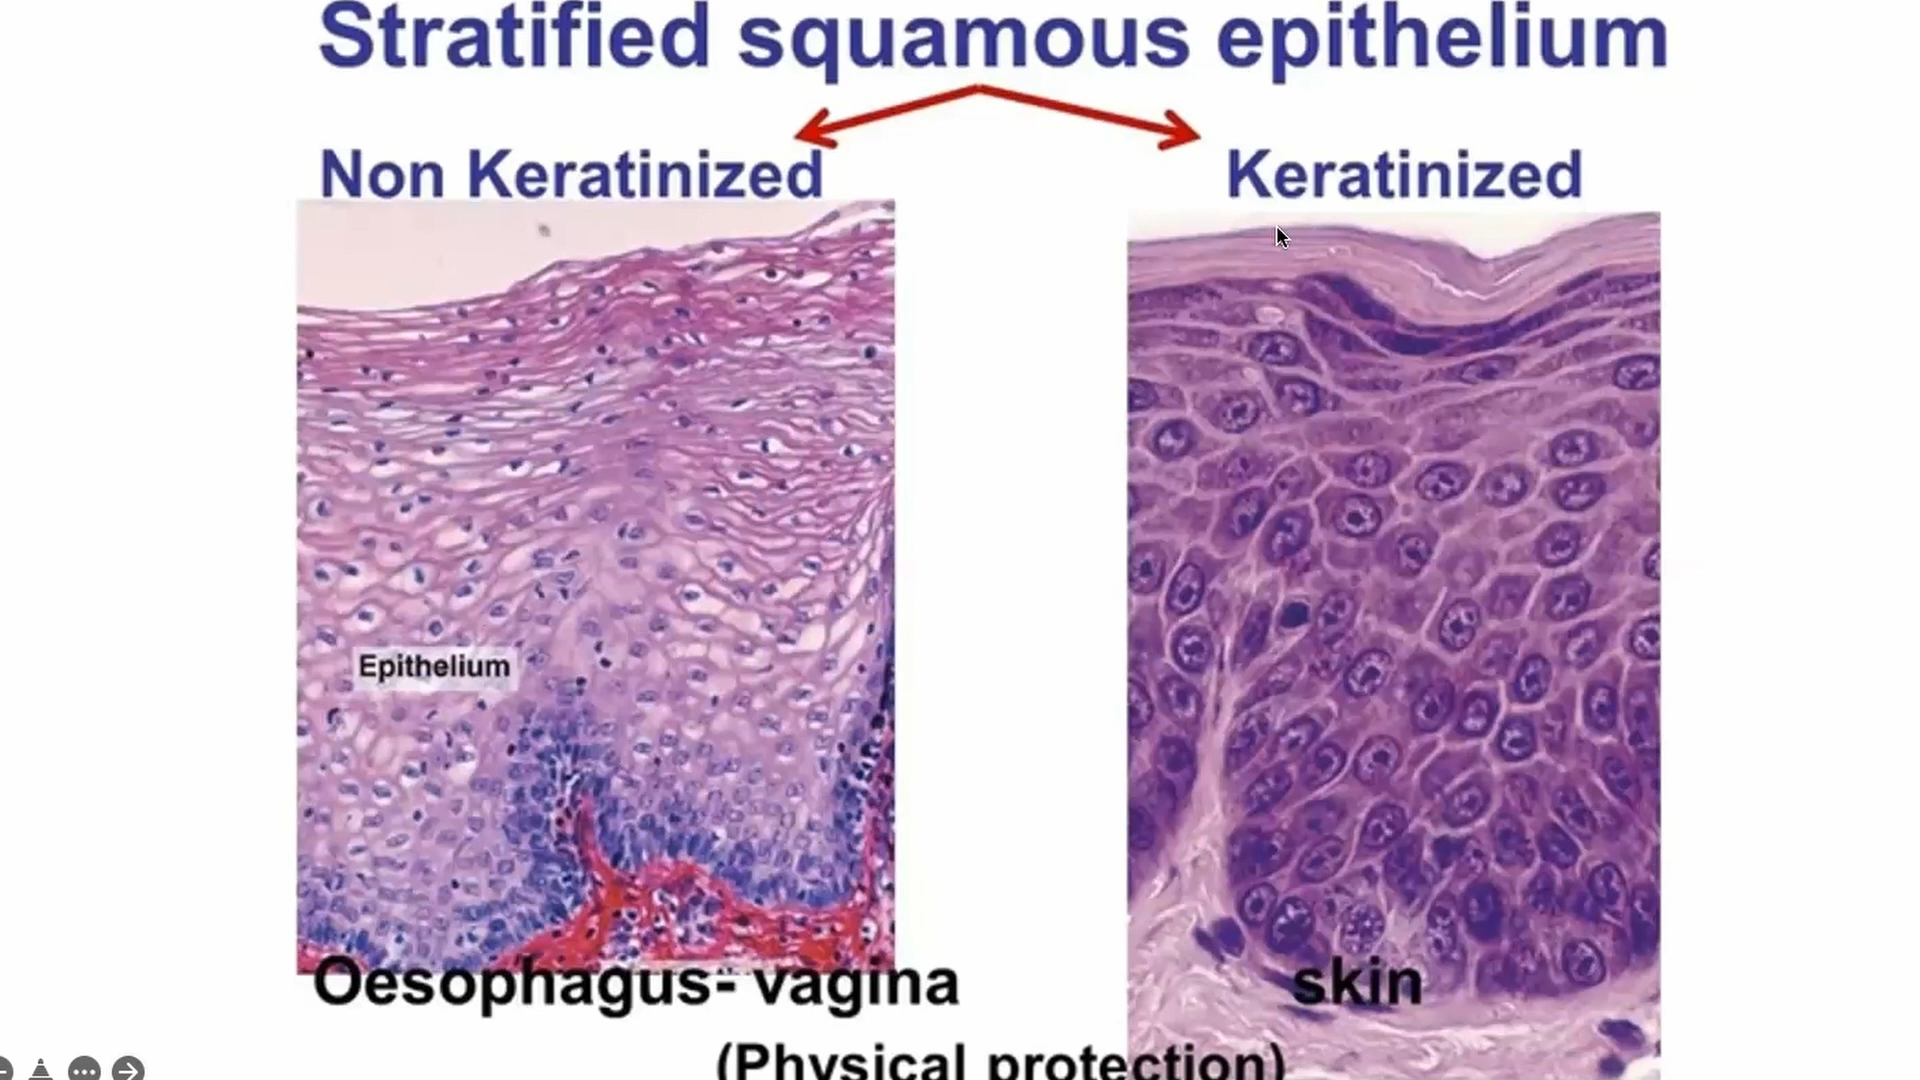 Stratified squamous epithelium
Non Keratinized
Keratinized
Epithelium
Oesophagus- vagina
skin
(Physical protection)